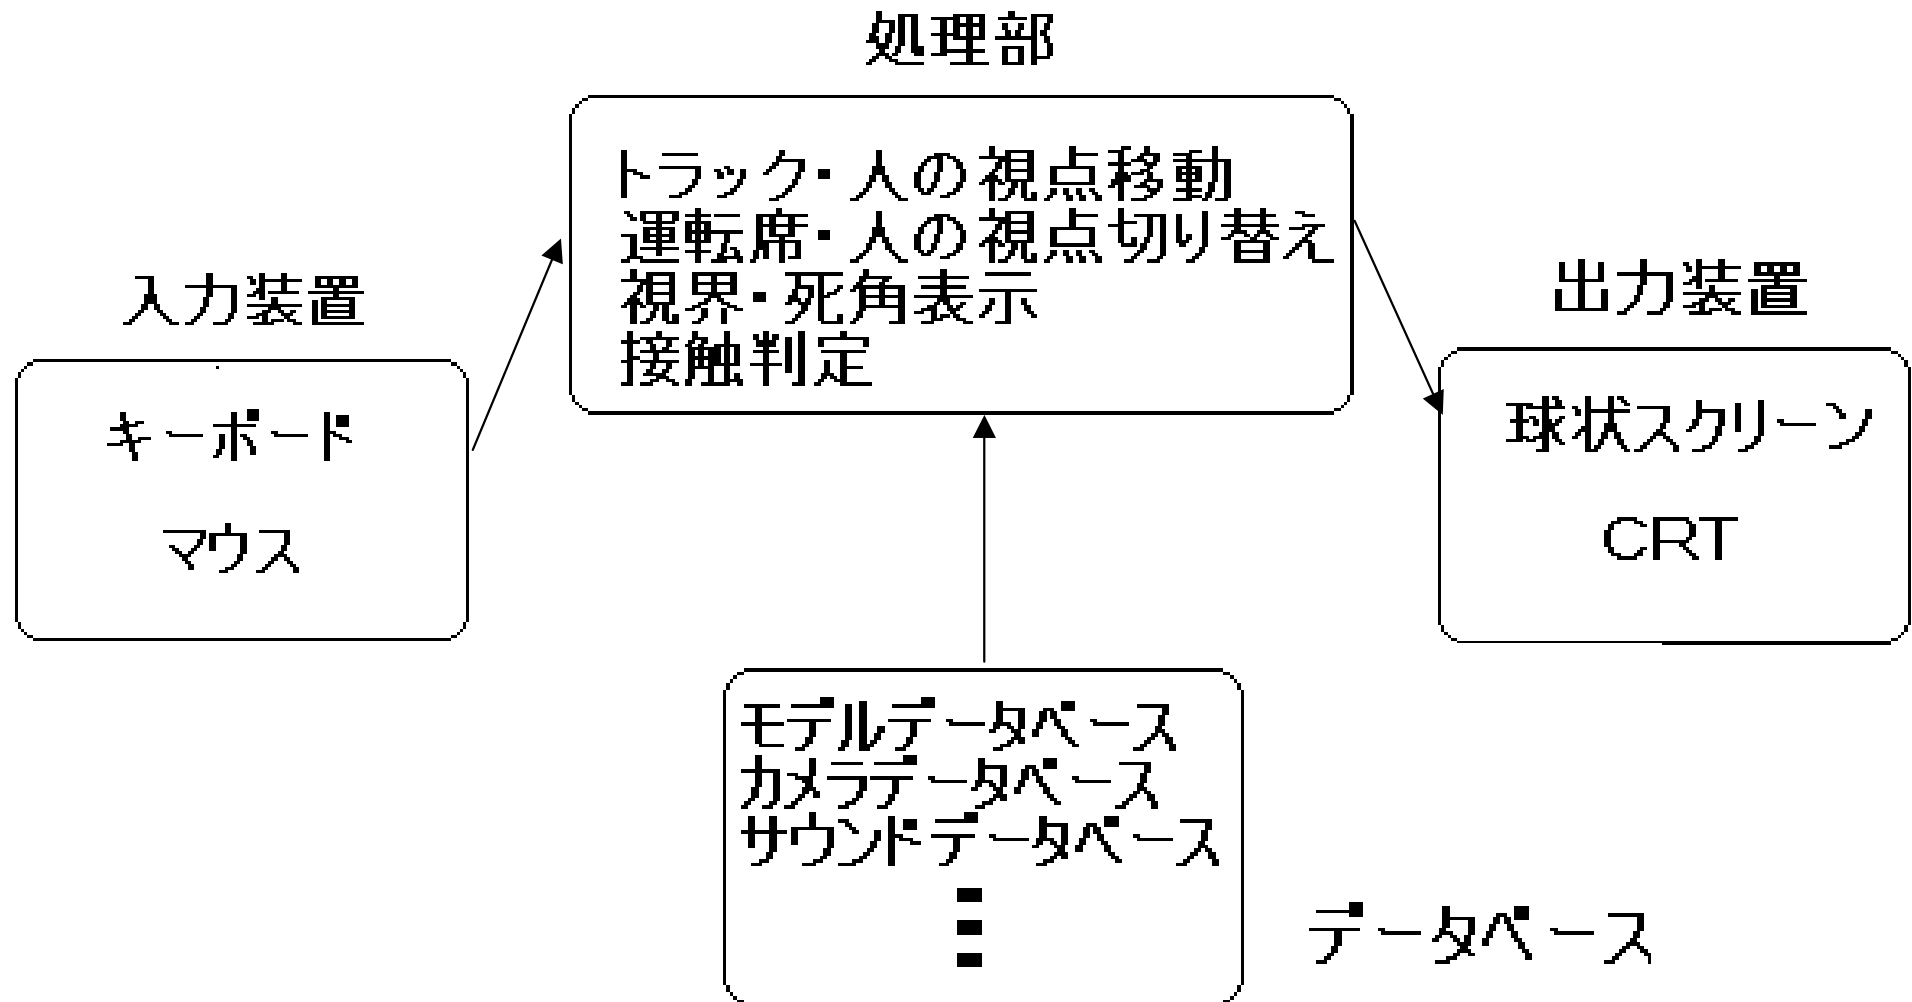 処理部
トラック・人の視点移動
運転席・人の視点切り替え
視界・死角表示
接触判定
入力装置
キーボード
マウス
出力装置
球状スクリーン
CRT
モデルデータベース
カメラデータベース
サウンドデータベース
データベース